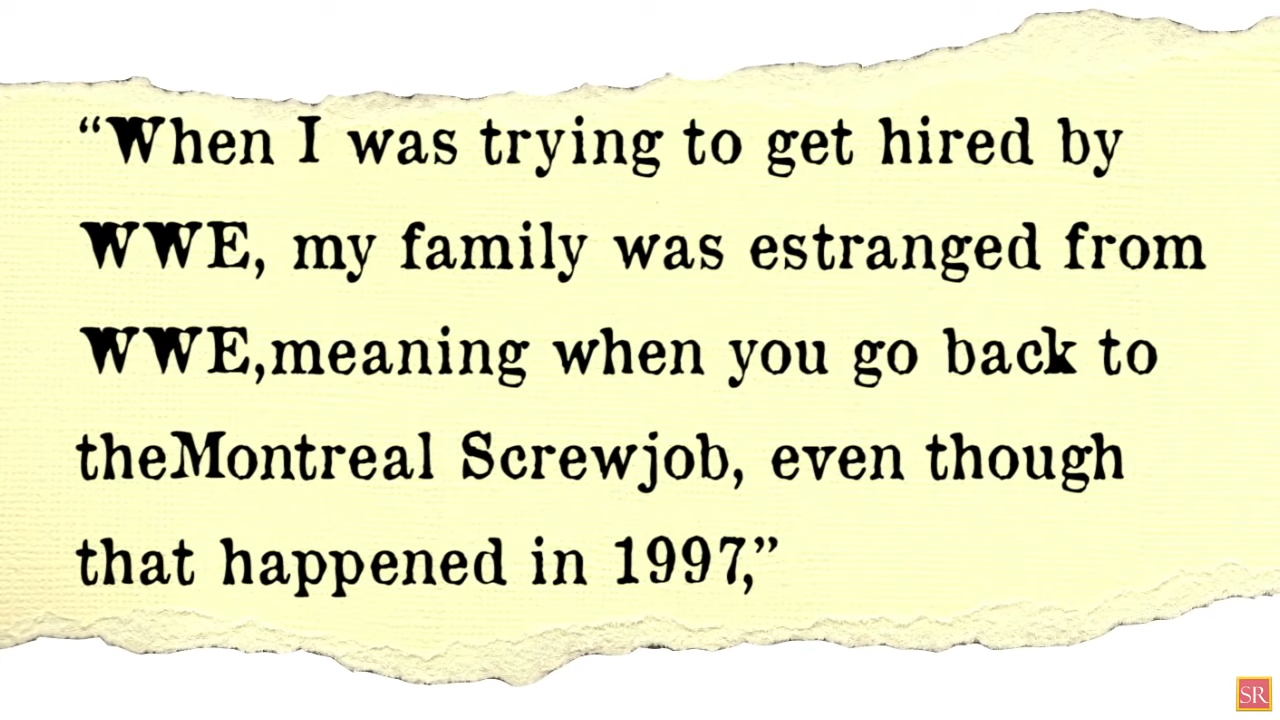 “When I was trying to get hired by
WWE, my family was estranged from
WWE,meaning when you go back to
theMontreal Screwjob, even though
that happened in 1997,”
SR